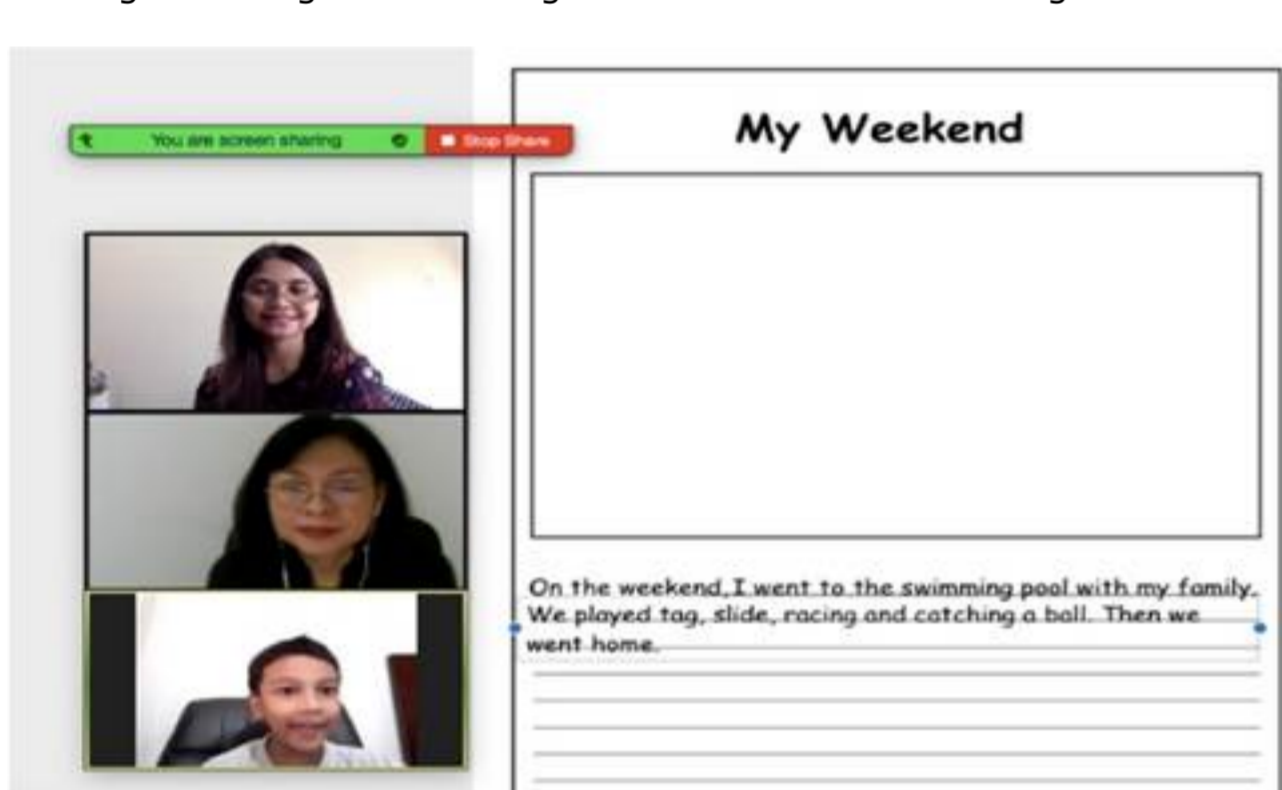 You are screen sharing
Stop Share
My Weekend
On the weekend, I went to the swimming pool with my family.
We played tag, slide, racing and catching a ball. Then we
went home.